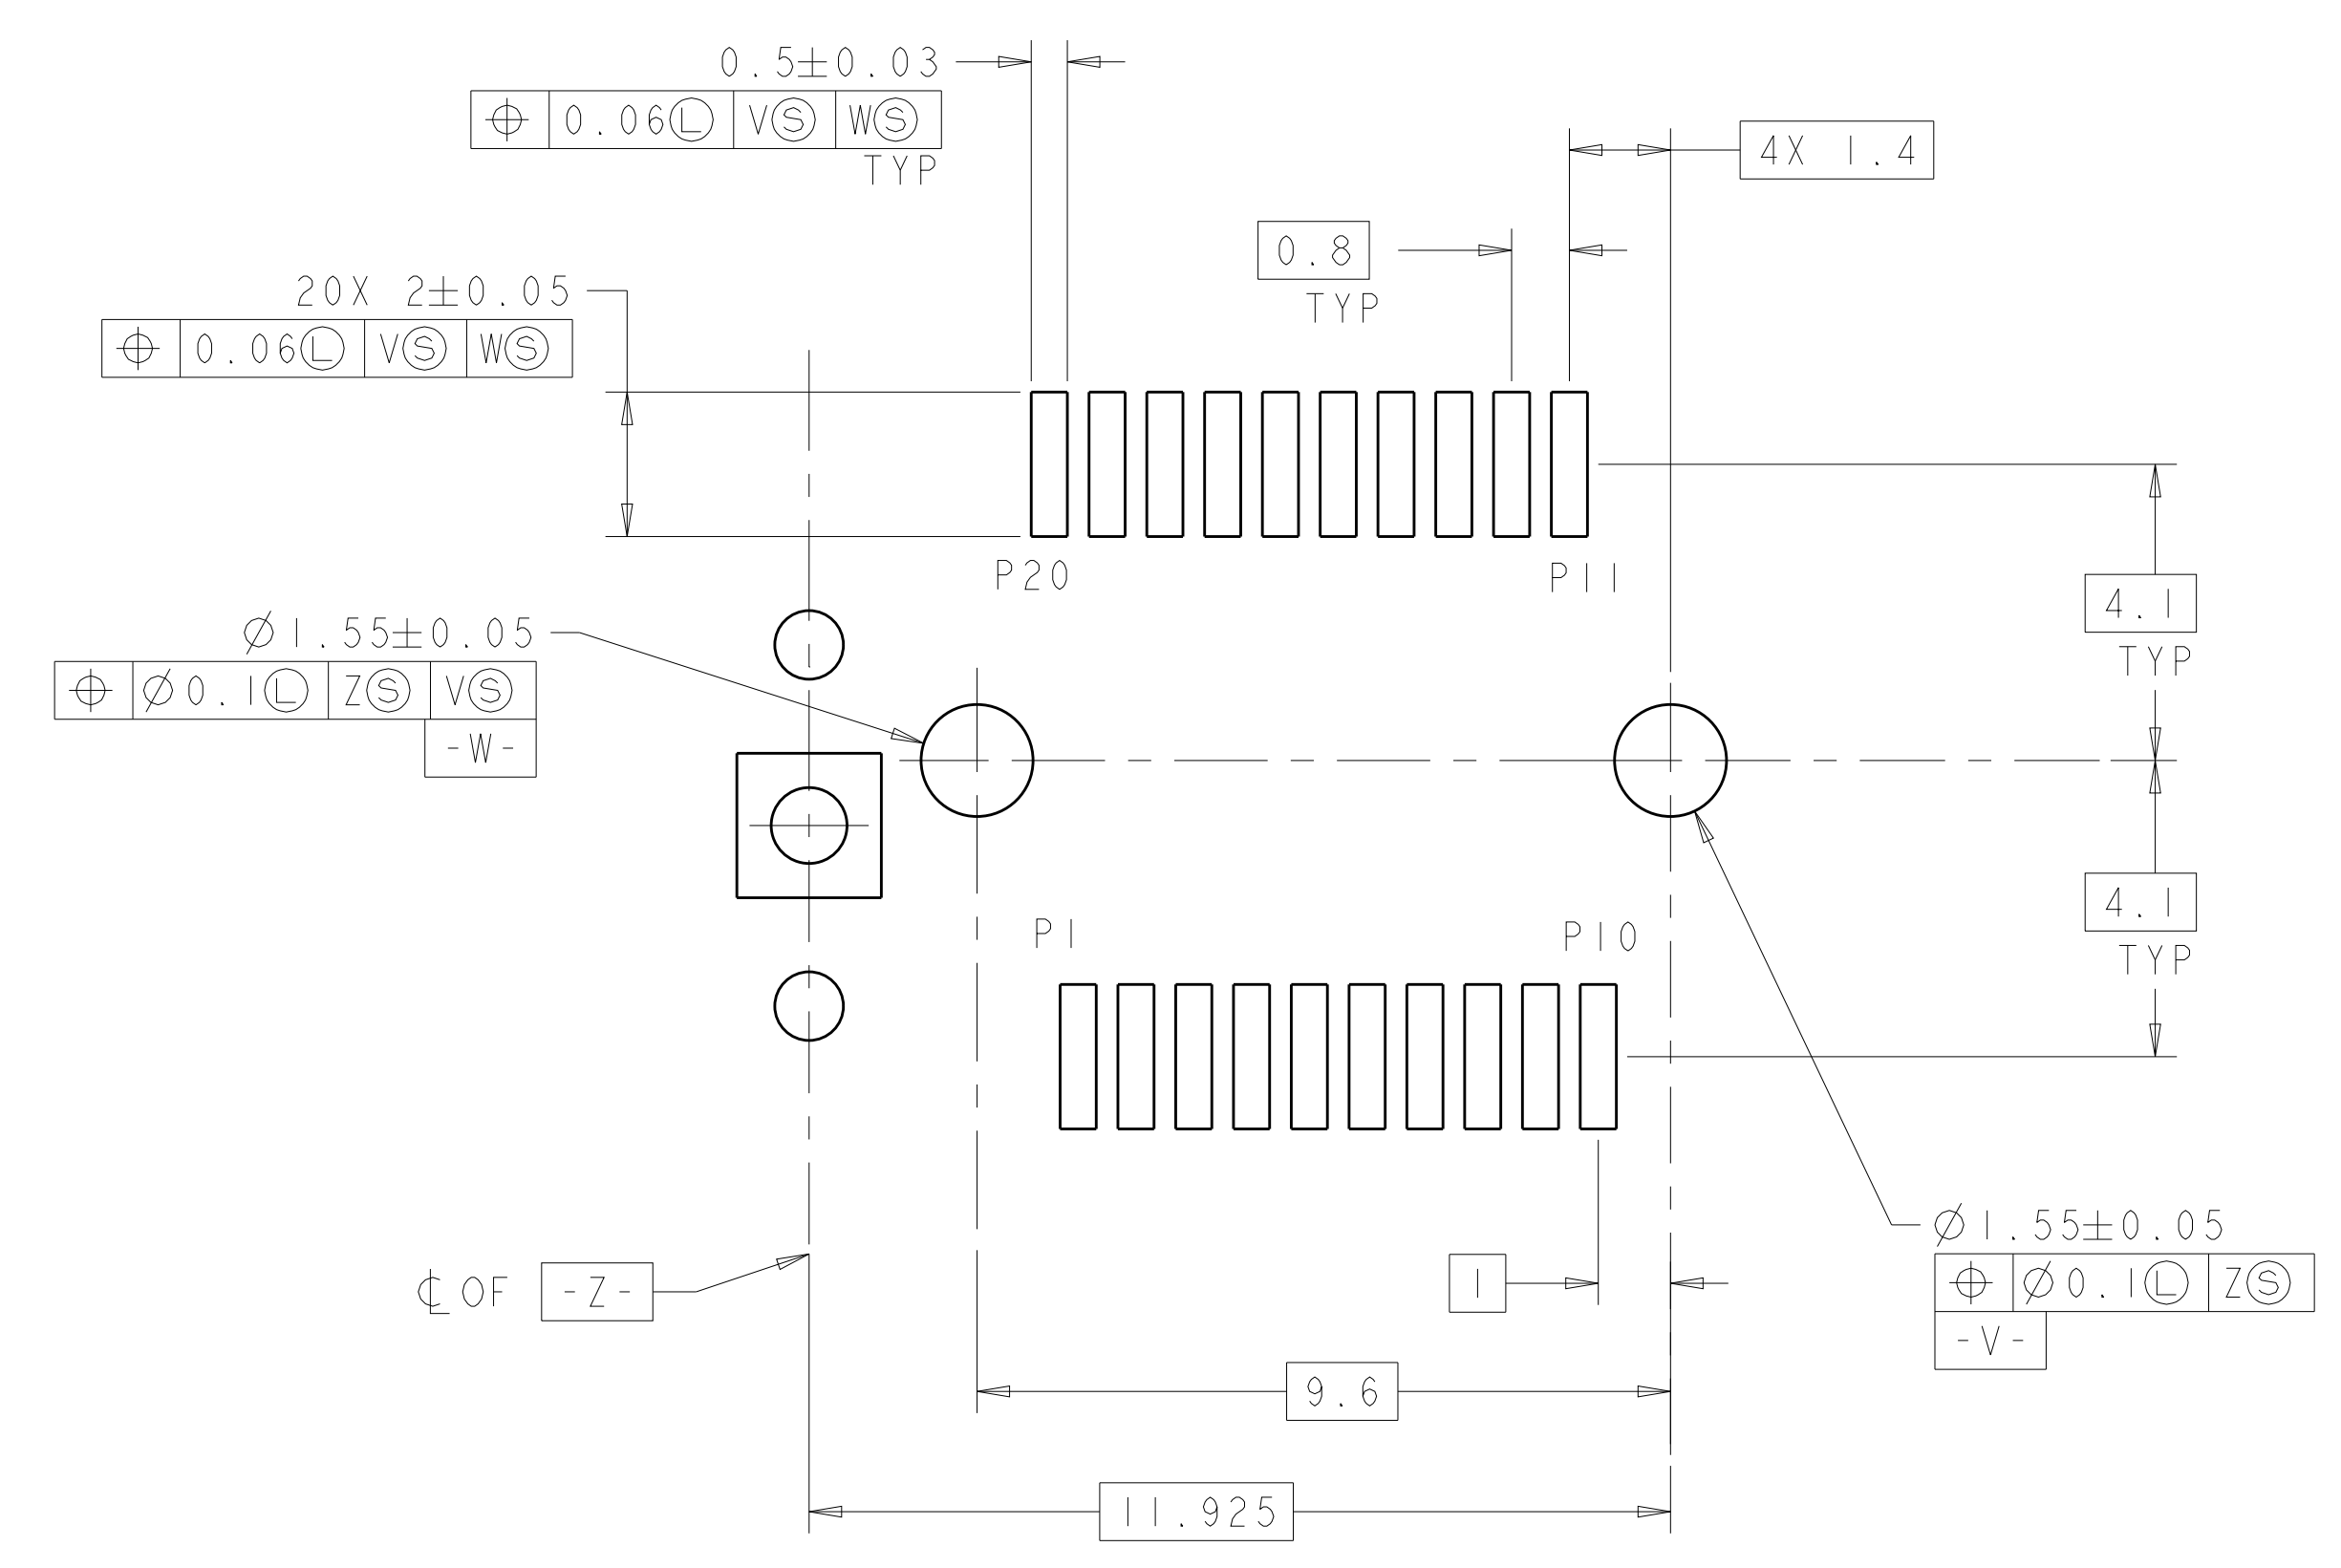 0.5±0.03
⌖ 0.06Ⓛ VⓈ WⓈ
TYP
4X 1.4
0.8
TYP
20X 2±0.05
⌖ 0.06Ⓛ VⓈ WⓈ
P20
P11
4.1
TYP
Ø1.55±0.05
⌖ Ø0.1Ⓛ ZⓈ VⓈ
-W-
4.1
TYP
P1
P10
Ø1.55±0.05
⌖ Ø0.1Ⓛ ZⓈ
-V-
℄ OF -Z-
1
9.6
11.925